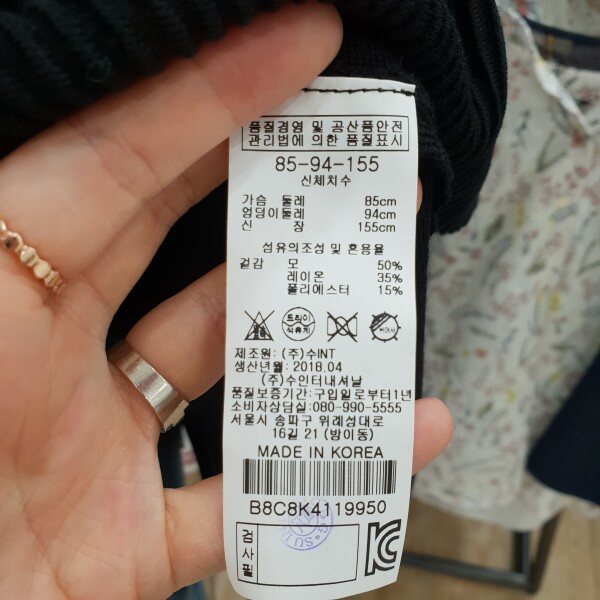 품질경영 및 공산품안전
관리법에 의한 품질표시
85-94-155
신체치수
가슴 둘레 85cm
엉덩이둘레 94cm
신 장 155cm
섬유의조성 및 혼용율
겉감 모 50%
레이온 35%
폴리에스터 15%
드라이
석유계
제조원: (주)수INT
생산년월: 2018.04
(주)수인터내셔날
품질보증기간: 구입일로부터1년
소비자상담실: 080-990-5555
서울시 송파구 위례성대로
16길 21 (방이동)
MADE IN KOREA
B8C8K4119950
검사필